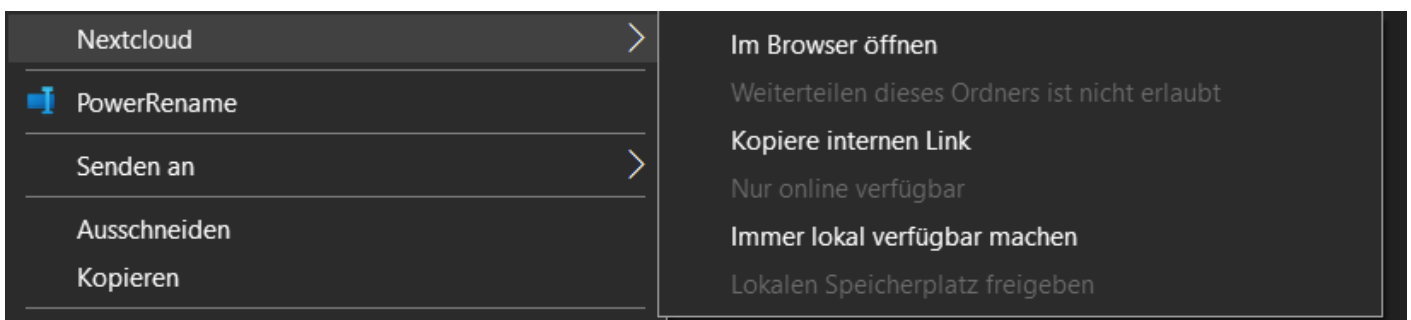 Nextcloud
PowerRename
Senden an
Ausschneiden
Kopieren
Im Browser öffnen
Weiterteilen dieses Ordners ist nicht erlaubt
Kopiere internen Link
Nur online verfügbar
Immer lokal verfügbar machen
Lokalen Speicherplatz freigeben